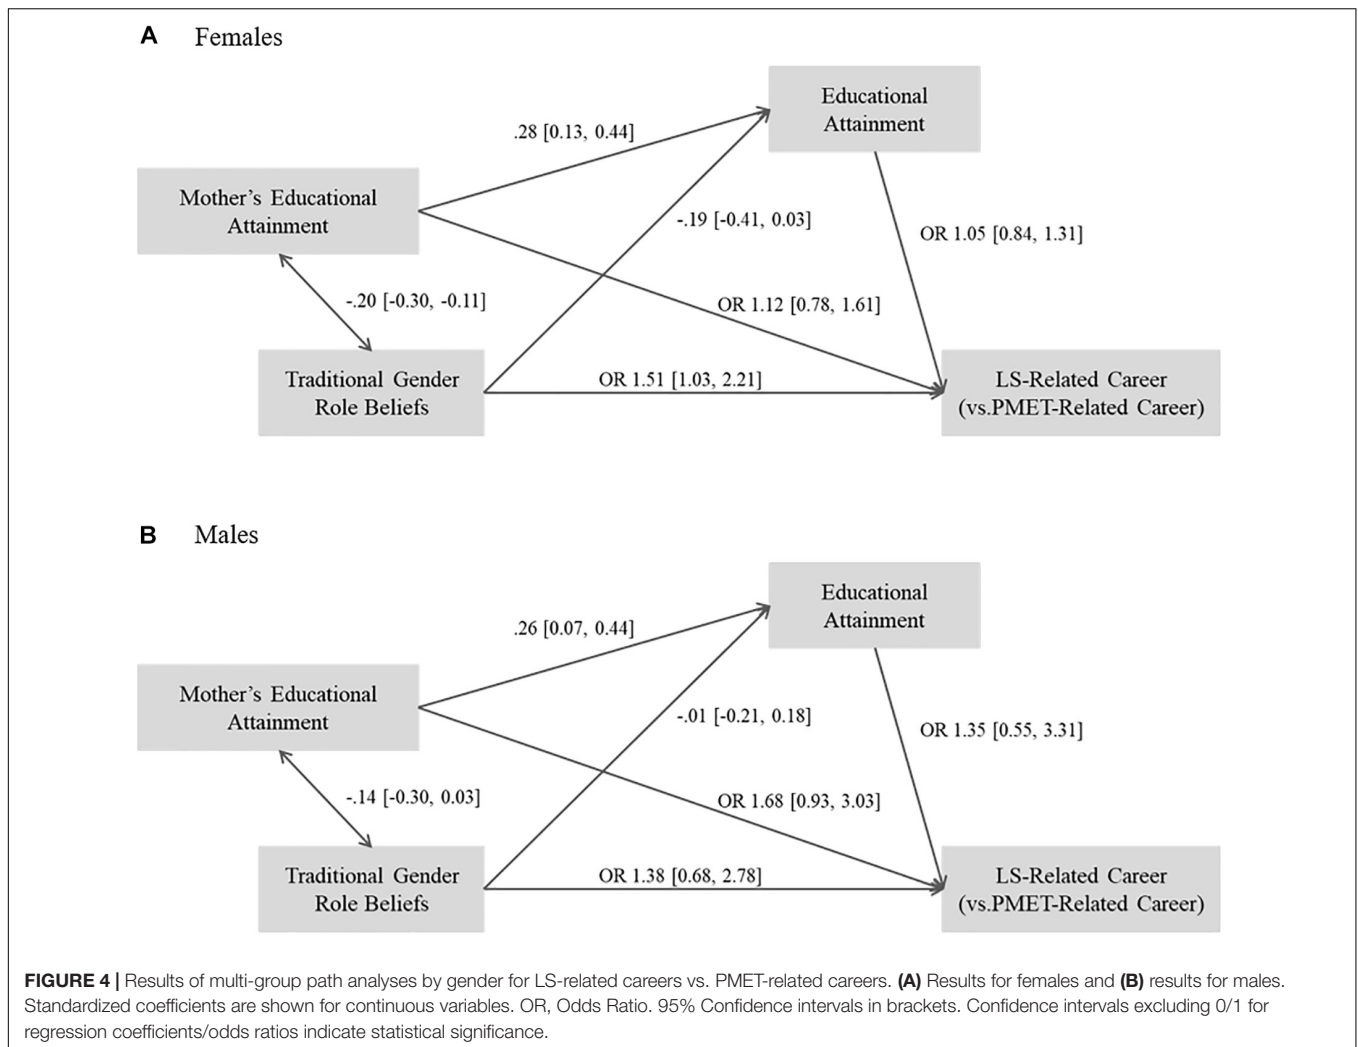 A Females
Educational
Attainment
.28 [0.13, 0.44]
Mother's Educational
Attainment
-.19 [-0.41, 0.03]
OR 1.05 [0.84, 1.31]
-.20 [-0.30, -0.11]
OR 1.12 [0.78, 1.61]
Traditional Gender
Role Beliefs
OR 1.51 [1.03, 2.21]
LS-Related Career
(vs.PMET-Related Career)
B Males
Educational
Attainment
.26 [0.07, 0.44]
Mother's Educational
Attainment
-.01 [-0.21, 0.18]
OR 1.35 [0.55, 3.31]
-.14 [-0.30, 0.03]
OR 1.68 [0.93, 3.03]
Traditional Gender
Role Beliefs
OR 1.38 [0.68, 2.78]
LS-Related Career
(vs.PMET-Related Career)
FIGURE 4 | Results of multi-group path analyses by gender for LS-related careers vs. PMET-related careers. (A) Results for females and (B) results for males.
Standardized coefficients are shown for continuous variables. OR, Odds Ratio. 95% Confidence intervals in brackets. Confidence intervals excluding 0/1 for
regression coefficients/odds ratios indicate statistical significance.